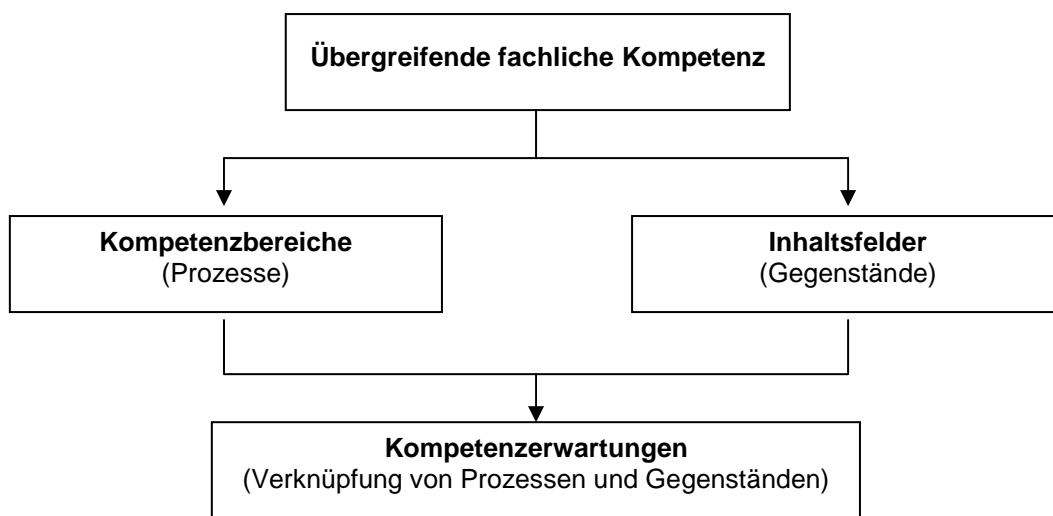 Übergreifende fachliche Kompetenz
Kompetenzbereiche
(Prozesse)
Inhaltsfelder
(Gegenstände)
Kompetenzerwartungen
(Verknüpfung von Prozessen und Gegenständen)